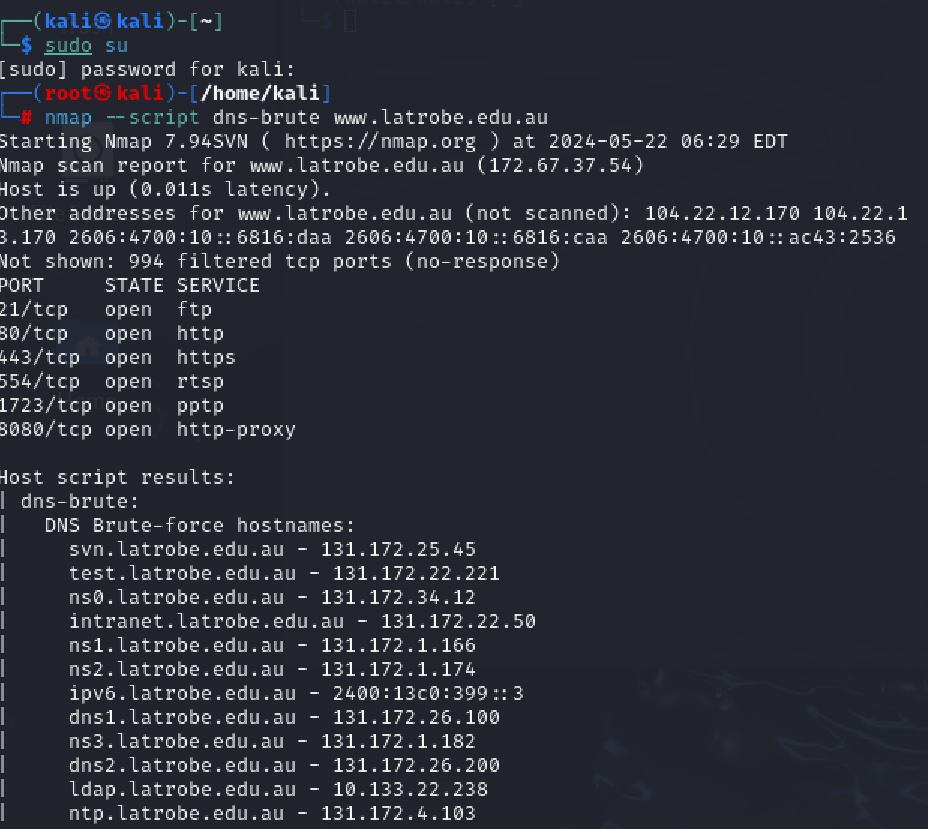 (kali㉿kali)-[~]
$ sudo su
[sudo] password for kali:
(root㉿kali)-[/home/kali]
# nmap --script dns-brute www.latrobe.edu.au
Starting Nmap 7.94SVN ( https://nmap.org ) at 2024-05-22 06:29 EDT
Nmap scan report for www.latrobe.edu.au (172.67.37.54)
Host is up (0.011s latency).
Other addresses for www.latrobe.edu.au (not scanned): 104.22.12.170 104.22.1
3.170 2606:4700:10::6816:daa 2606:4700:10::6816:caa 2606:4700:10::ac43:2536
Not shown: 994 filtered tcp ports (no-response)
PORT     STATE SERVICE
21/tcp   open  ftp
80/tcp   open  http
443/tcp  open  https
554/tcp  open  rtsp
1723/tcp open  pptp
8080/tcp open  http-proxy
Host script results:
| dns-brute:
|   DNS Brute-force hostnames:
|     svn.latrobe.edu.au - 131.172.25.45
|     test.latrobe.edu.au - 131.172.22.221
|     ns0.latrobe.edu.au - 131.172.34.12
|     intranet.latrobe.edu.au - 131.172.22.50
|     ns1.latrobe.edu.au - 131.172.1.166
|     ns2.latrobe.edu.au - 131.172.1.174
|     ipv6.latrobe.edu.au - 2400:13c0:399::3
|     dns1.latrobe.edu.au - 131.172.26.100
|     ns3.latrobe.edu.au - 131.172.1.182
|     dns2.latrobe.edu.au - 131.172.26.200
|     ldap.latrobe.edu.au - 10.133.22.238
|     ntp.latrobe.edu.au - 131.172.4.103